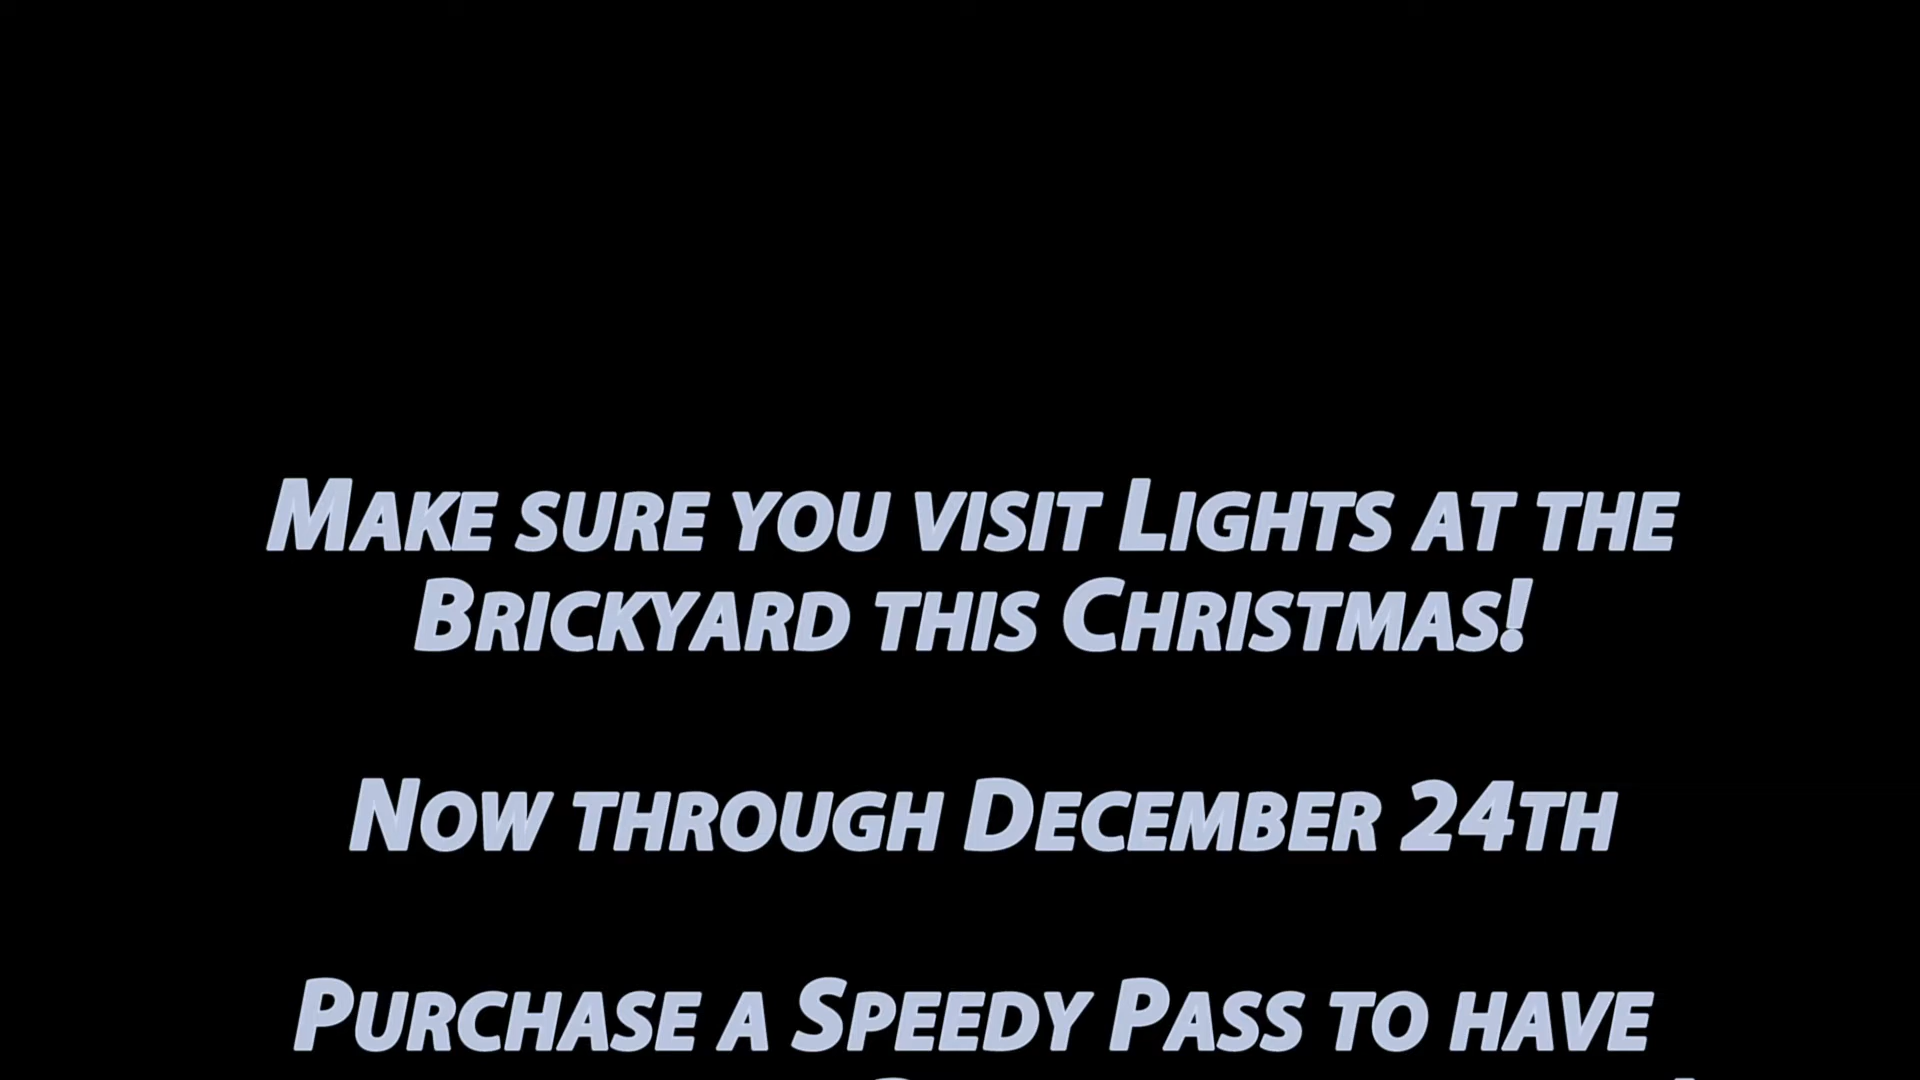 Make sure you visit Lights at the
Brickyard this Christmas!
Now through December 24th
Purchase a Speedy Pass to have